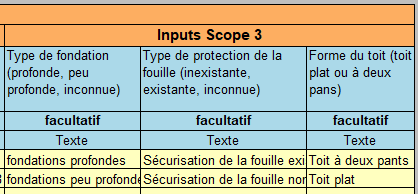 Inputs Scope 3
Type de fondation (profonde, peu profonde, inconnue)
Type de protection de la fouille (inexistante, existante, inconnue)
Forme du toit (toit plat ou à deux pans)
facultatif facultatif facultatif
Texte Texte Texte
fondations profondes Sécurisation de la fouille exi Toit à deux pants
fondations peu profonde Sécurisation de la fouille nor Toit plat